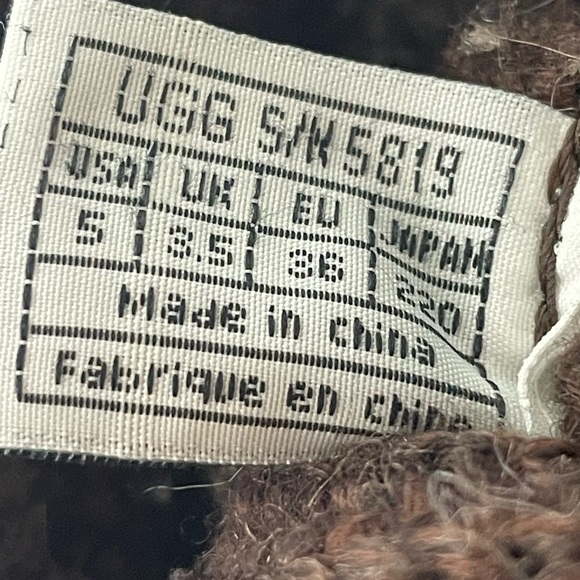 UGG S/N 5819
USA UK EU JAPAN
5 3.5 36 220
Made in china
Fabrique en china